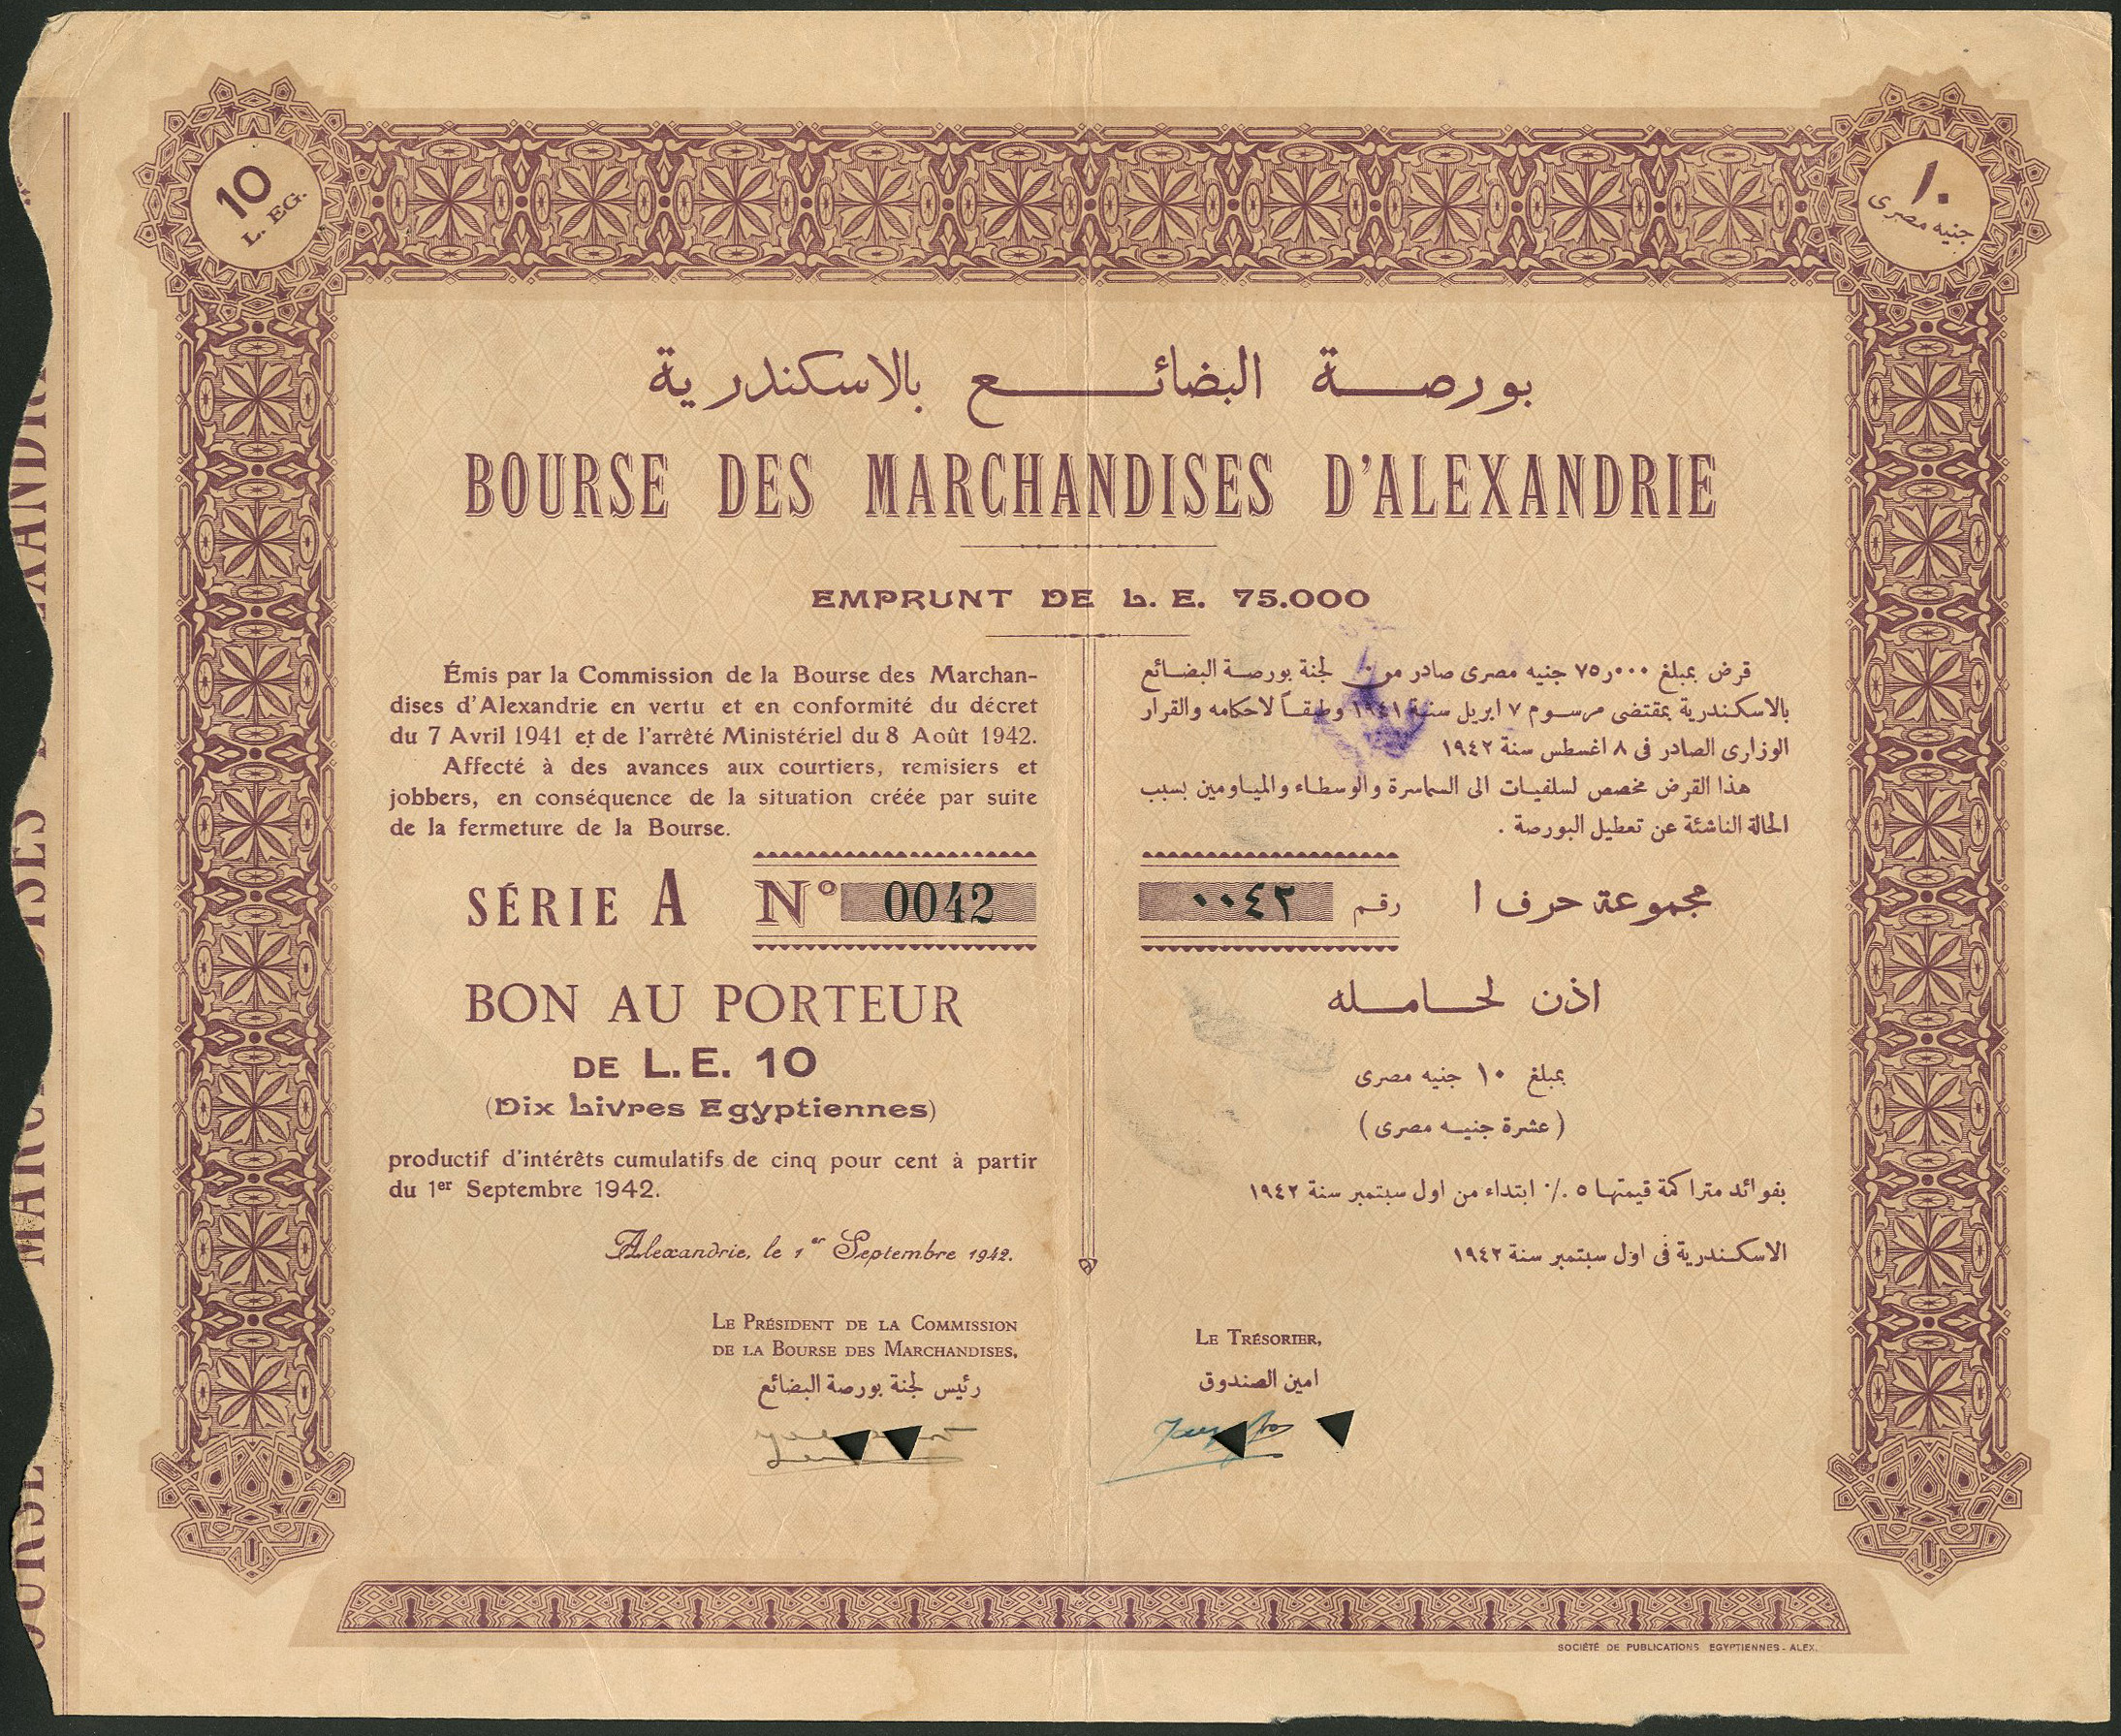 10
L. EG.
١٠
جنيه مصرى
بورصة البضائع بالاسكندرية
BOURSE DES MARCHANDISES D'ALEXANDRIE
EMPRUNT DE L. E. 75.000
Émis par la Commission de la Bourse des Marchan-
dises d'Alexandrie en vertu et en conformité du décret
du 7 Avril 1941 et de l'arrêté Ministériel du 8 Août 1942.
Affecté à des avances aux courtiers, remisiers et
jobbers, en conséquence de la situation créée par suite
de la fermeture de la Bourse.
SÉRIE A N° 0042
BON AU PORTEUR
DE L.E. 10
(Dix Livres Egyptiennes)
productif d'intérêts cumulatifs de cinq pour cent à partir
du 1er Septembre 1942.
Alexandrie, le 1er Septembre 1942.
LE PRÉSIDENT DE LA COMMISSION
DE LA BOURSE DES MARCHANDISES,
رئيس لجنة بورصة البضائع
قرض بمبلغ ٧٥٫٠٠٠ جنيه مصرى صادر من لجنة بورصة البضائع
بالاسكندرية بمقتضى مرسوم ٧ ابريل سنة ١٩٤١ وطبقاً لاحكامه والقرار
الوزارى الصادر فى ٨ اغسطس سنة ١٩٤٢
هذا القرض مخصص لسلفيات الى السماسرة والوسطاء والمياومين بسبب
الحالة الناشئة عن تعطيل البورصة .
مجموعة حرف ا رقم ٠٠٤٢
اذن لحامله
بمبلغ ١٠ جنيه مصرى
( عشرة جنيه مصرى )
بفوائد متراكمة قيمتها ٥ ٪ ابتداء من اول سبتمبر سنة ١٩٤٢
الاسكندرية فى اول سبتمبر سنة ١٩٤٢
LE TRÉSORIER,
امين الصندوق
SOCIÉTÉ DE PUBLICATIONS EGYPTIENNES - ALEX.